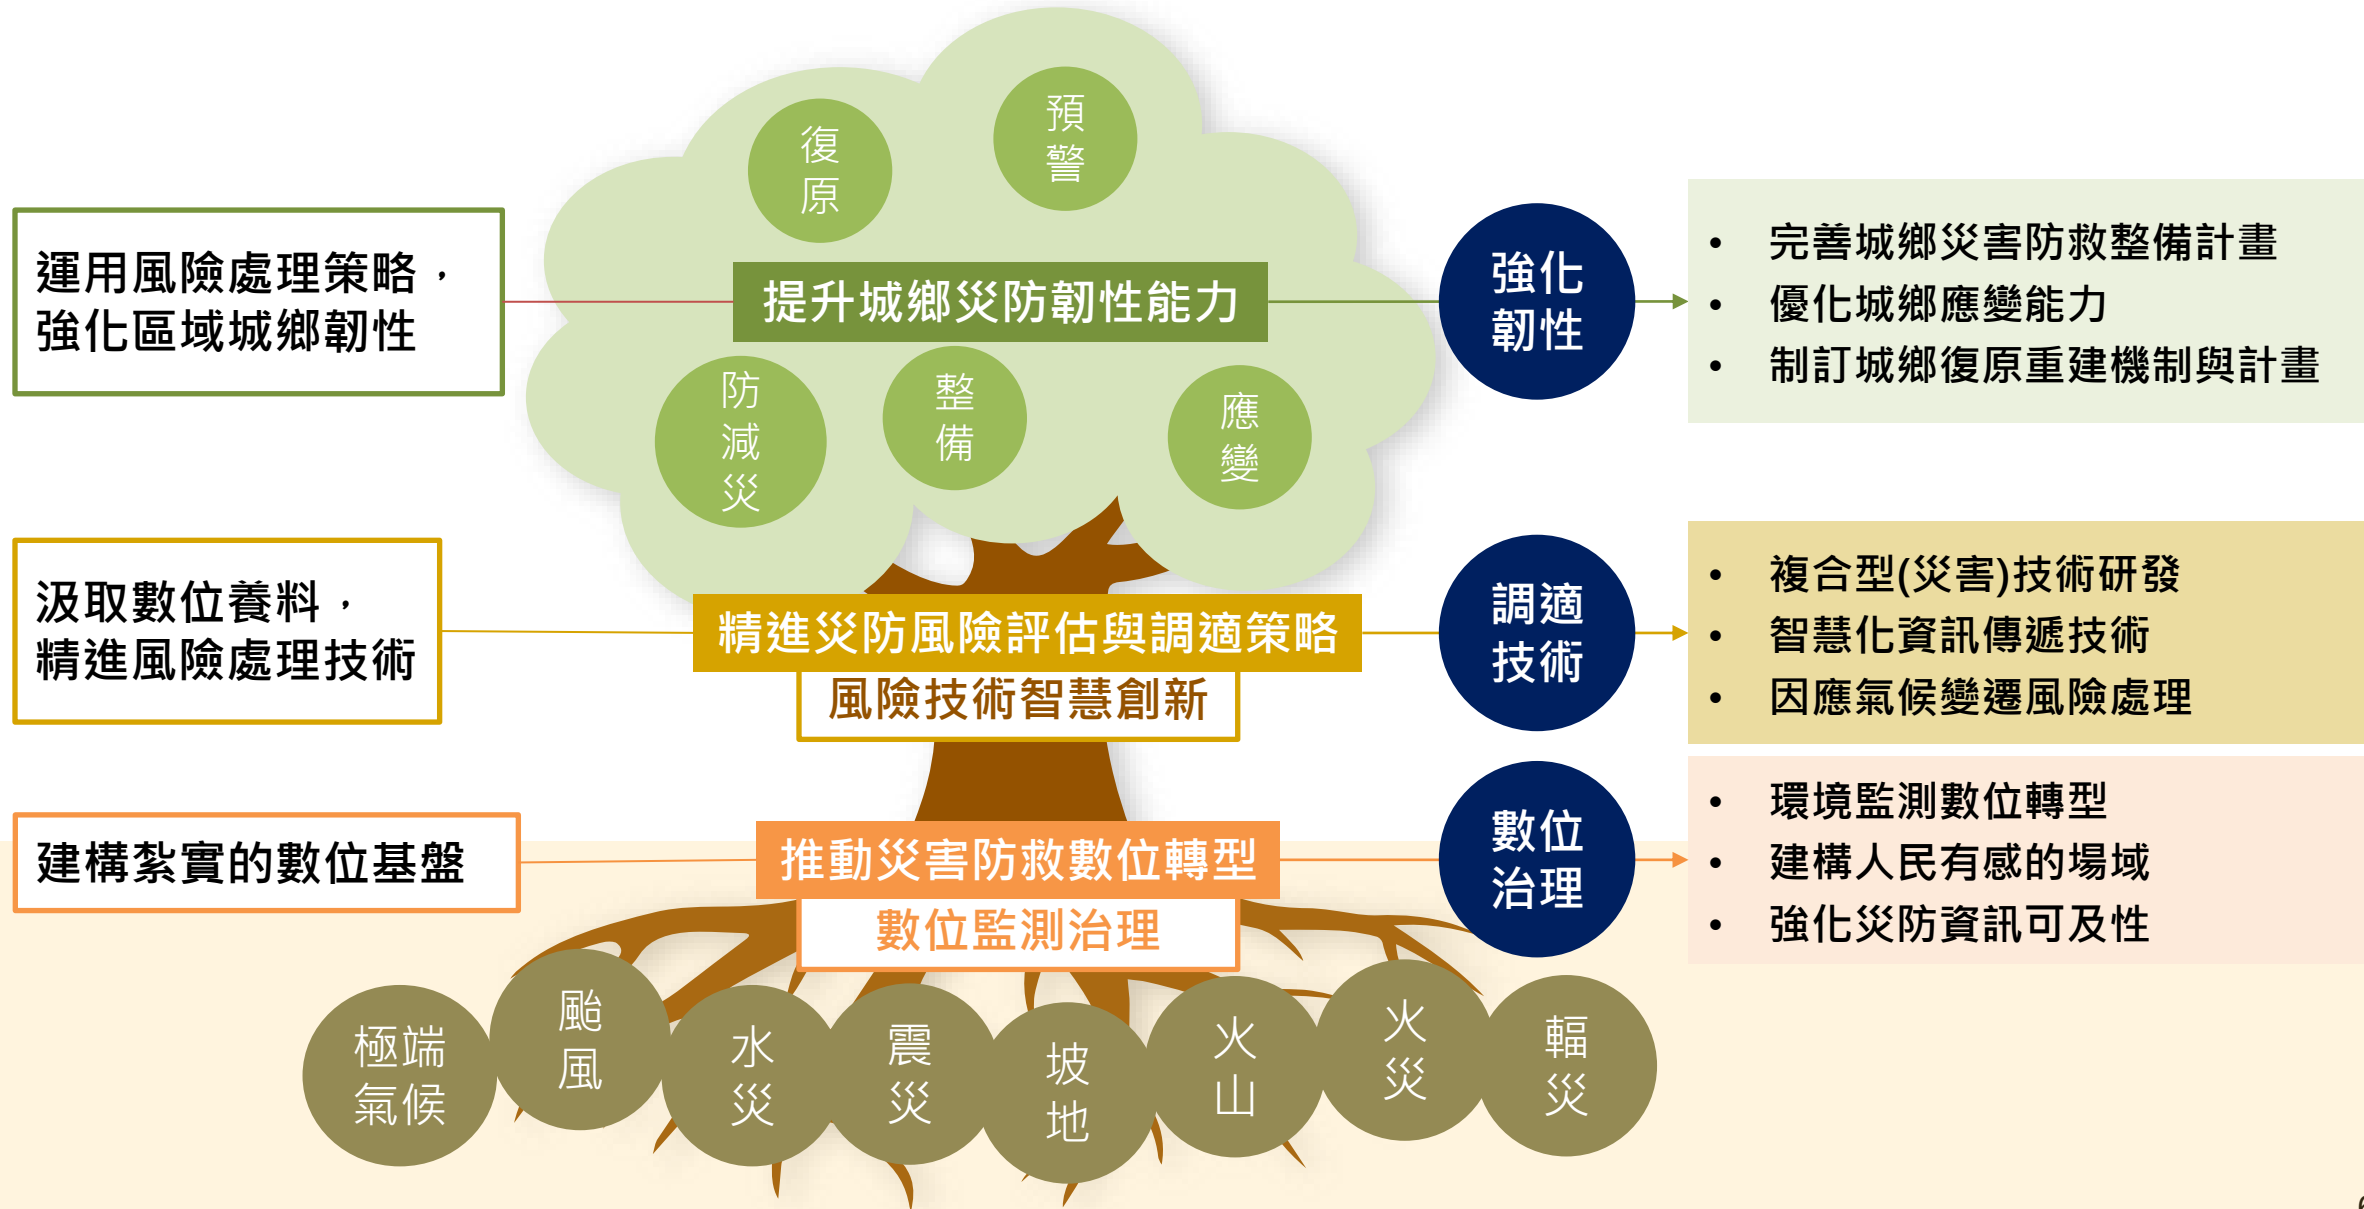 復
原
預
警
運用風險處理策略，
強化區域城鄉韌性
提升城鄉災防韌性能力
強化
韌性
• 完善城鄉災害防救整備計畫
• 優化城鄉應變能力
• 制訂城鄉復原重建機制與計畫
防
減
災
整
備
應
變
汲取數位養料，
精進風險處理技術
精進災防風險評估與調適策略
風險技術智慧創新
調適
技術
• 複合型(災害)技術研發
• 智慧化資訊傳遞技術
• 因應氣候變遷風險處理
建構紮實的數位基盤
推動災害防救數位轉型
數位監測治理
數位
治理
• 環境監測數位轉型
• 建構人民有感的場域
• 強化災防資訊可及性
極端
氣候
颱
風
水
災
震
災
坡
地
火
山
火
災
輻
災